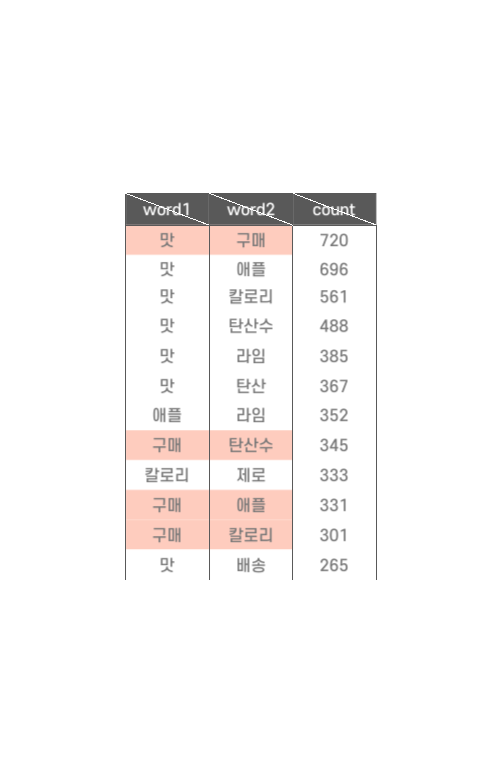 word1 word2 count
맛 구매 720
맛 애플 696
맛 칼로리 561
맛 탄산수 488
맛 라임 385
맛 탄산 367
애플 라임 352
구매 탄산수 345
칼로리 제로 333
구매 애플 331
구매 칼로리 301
맛 배송 265